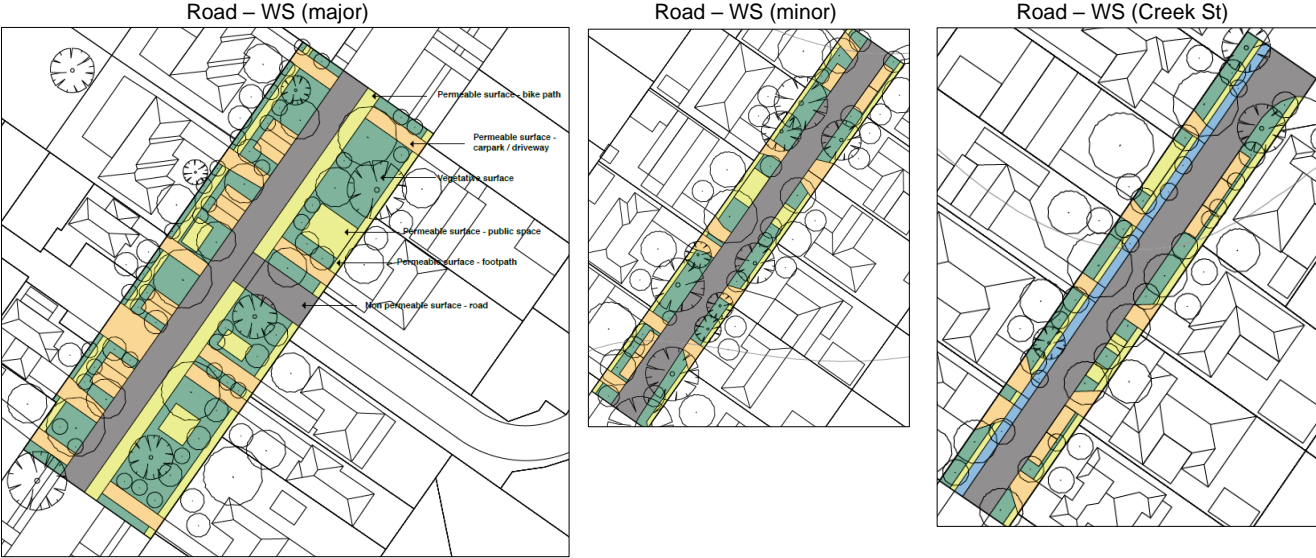 Road – WS (major)
Road – WS (minor)
Road – WS (Creek St)
Permeable surface - bike path
Permeable surface -
carpark / driveway
Vegetative surface
Permeable surface - public space
Permeable surface - footpath
Non permeable surface - road